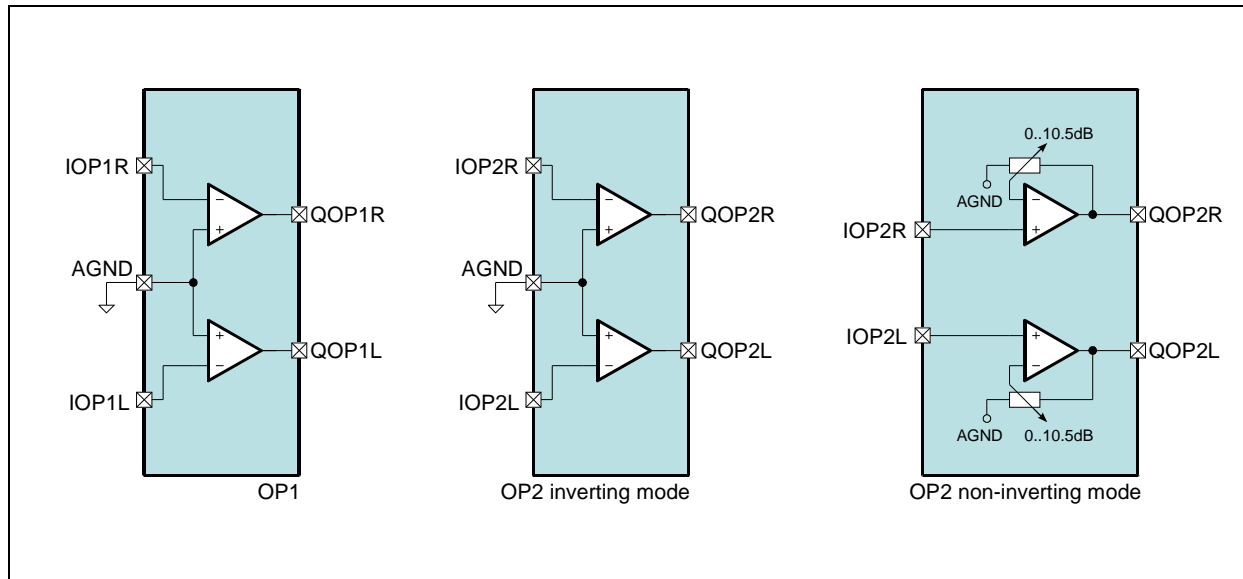 IOP1R
QOP1R
AGND
QOP1L
IOP1L
OP1
IOP2R
QOP2R
AGND
QOP2L
IOP2L
OP2 inverting mode
0..10.5dB
AGND
QOP2R
IOP2R
IOP2L
QOP2L
AGND
0..10.5dB
OP2 non-inverting mode